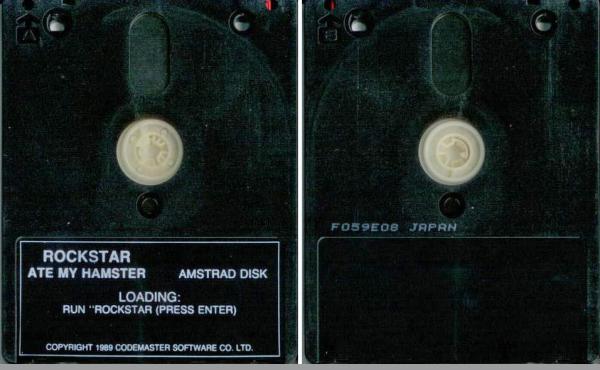 A
B
F059E08 JAPAN
ROCKSTAR
ATE MY HAMSTER AMSTRAD DISK
LOADING:
RUN "ROCKSTAR (PRESS ENTER)
COPYRIGHT 1989 CODEMASTER SOFTWARE CO. LTD.